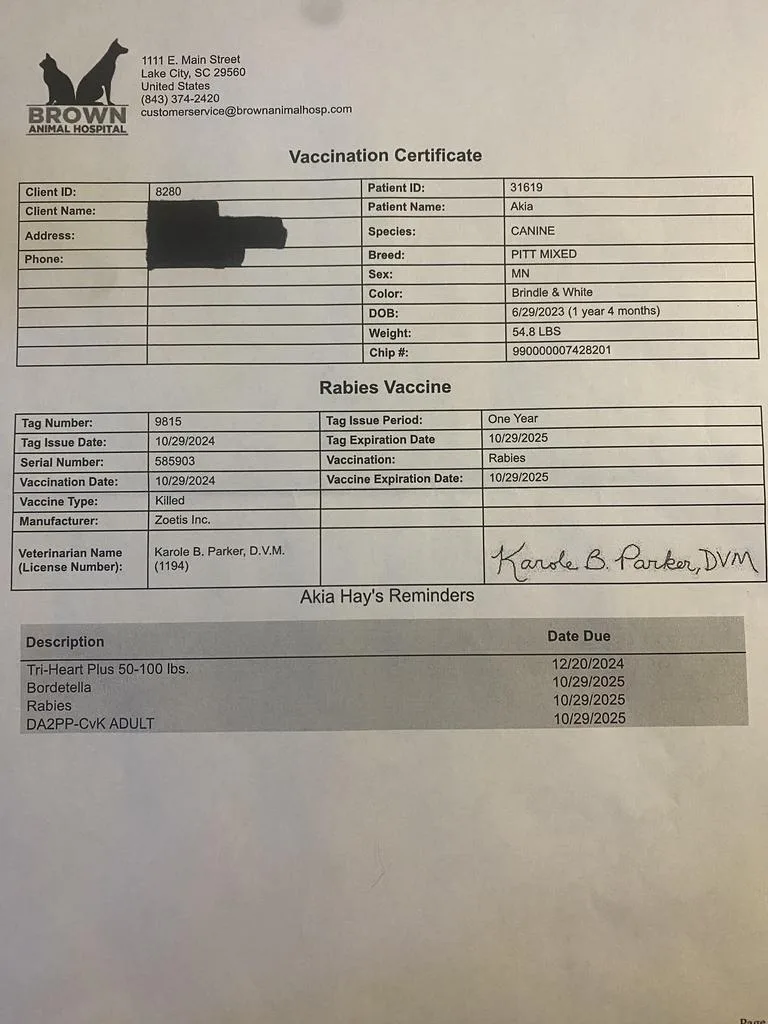 BROWN
ANIMAL HOSPITAL
1111 E. Main Street
Lake City, SC 29560
United States
(843) 374-2420
customerservice@brownanimalhosp.com
Vaccination Certificate
Client ID: 8280 Patient ID: 31619
Client Name: Patient Name: Akia
Address: Species: CANINE
Phone: Breed: PITT MIXED
Sex: MN
Color: Brindle & White
DOB: 6/29/2023 (1 year 4 months)
Weight: 54.8 LBS
Chip #: 990000007428201
Rabies Vaccine
Tag Number: 9815 Tag Issue Period: One Year
Tag Issue Date: 10/29/2024 Tag Expiration Date 10/29/2025
Serial Number: 585903 Vaccination: Rabies
Vaccination Date: 10/29/2024 Vaccine Expiration Date: 10/29/2025
Vaccine Type: Killed
Manufacturer: Zoetis Inc.
Veterinarian Name Karole B. Parker, D.V.M. Karole B. Parker, DVM
(License Number): (1194)
Akia Hay's Reminders
Description Date Due
Tri-Heart Plus 50-100 lbs. 12/20/2024
Bordetella 10/29/2025
Rabies 10/29/2025
DA2PP-CvK ADULT 10/29/2025
Page